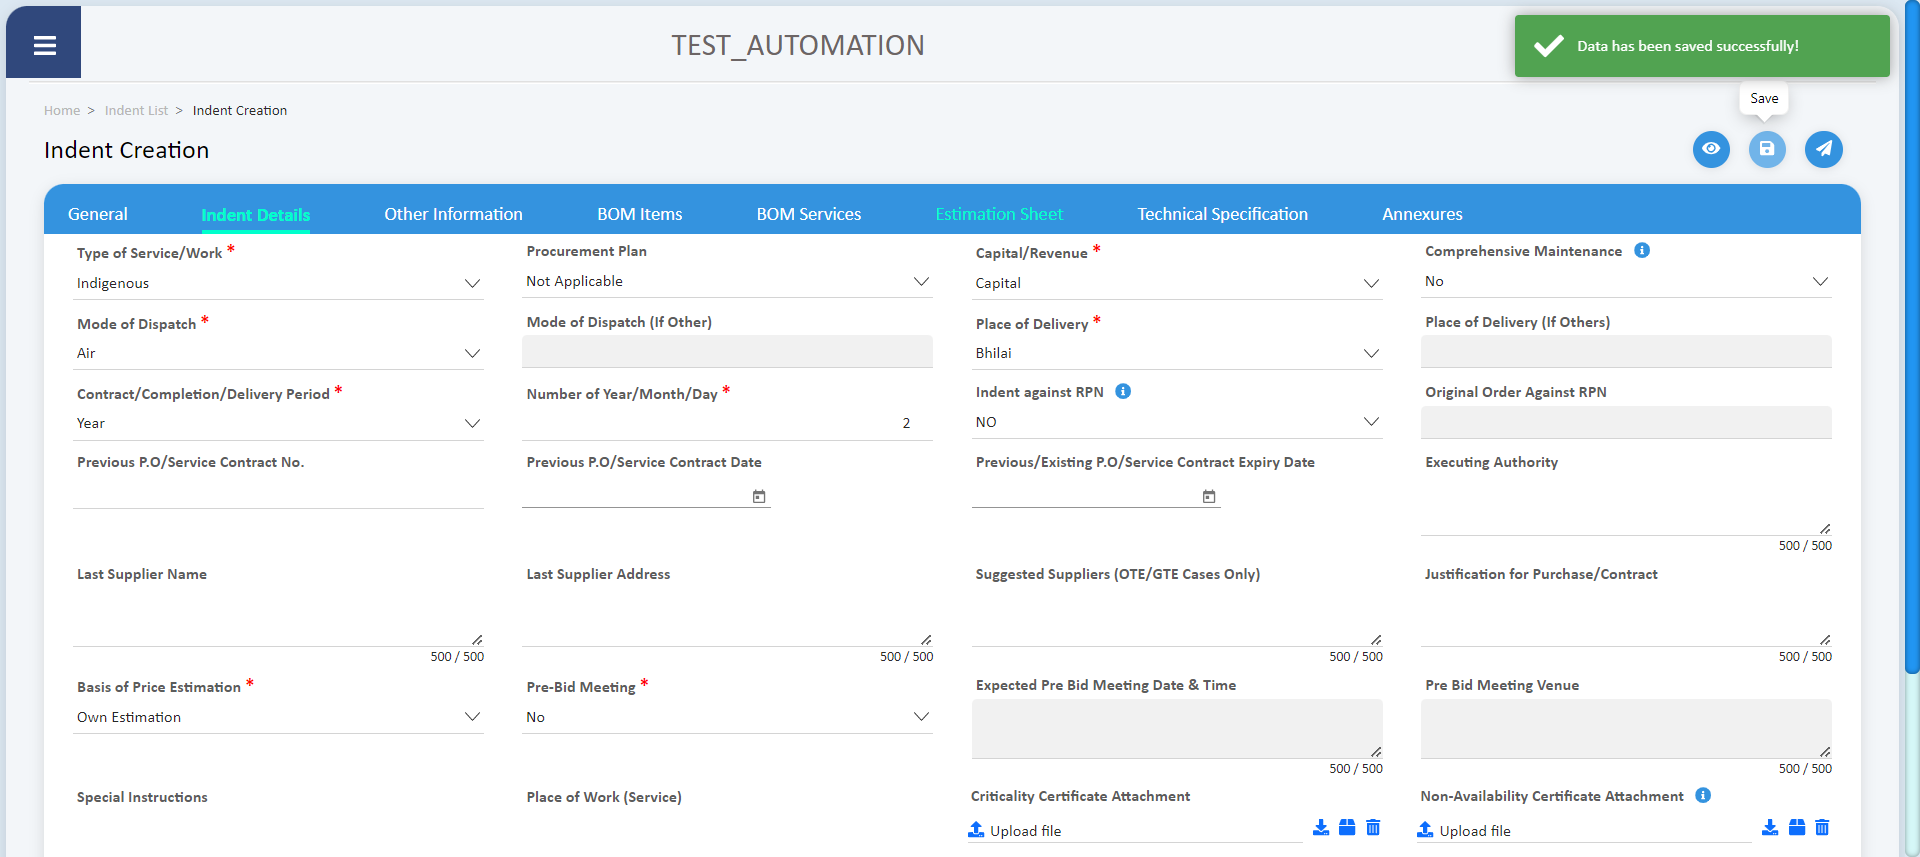 TEST_AUTOMATION
Data has been saved successfully!
Home > Indent List > Indent Creation
Save
Indent Creation
General Indent Details Other Information BOM Items BOM Services Estimation Sheet Technical Specification Annexures
Type of Service/Work * Procurement Plan Capital/Revenue * Comprehensive Maintenance
Indigenous Not Applicable Capital No
Mode of Dispatch * Mode of Dispatch (If Other) Place of Delivery * Place of Delivery (If Others)
Air Bhilai
Contract/Completion/Delivery Period * Number of Year/Month/Day * Indent against RPN Original Order Against RPN
Year 2 NO
Previous P.O/Service Contract No. Previous P.O/Service Contract Date Previous/Existing P.O/Service Contract Expiry Date Executing Authority
500 / 500
Last Supplier Name Last Supplier Address Suggested Suppliers (OTE/GTE Cases Only) Justification for Purchase/Contract
500 / 500 500 / 500 500 / 500 500 / 500
Basis of Price Estimation * Pre-Bid Meeting * Expected Pre Bid Meeting Date & Time Pre Bid Meeting Venue
Own Estimation No
500 / 500 500 / 500
Special Instructions Place of Work (Service) Criticality Certificate Attachment Non-Availability Certificate Attachment
Upload file Upload file